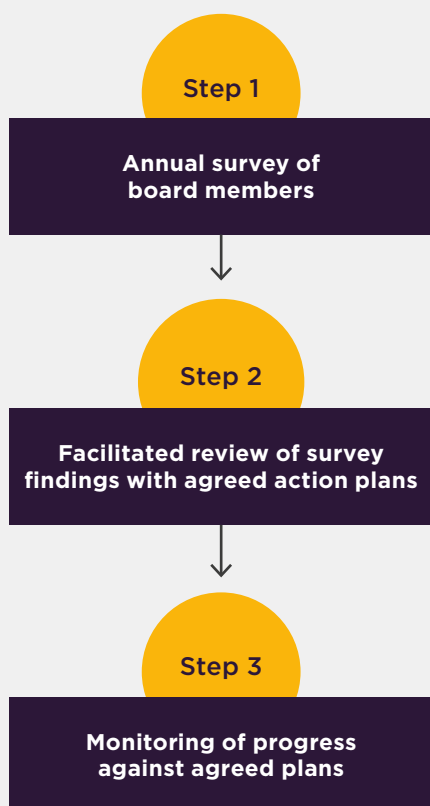 Step 1
Annual survey of
board members
Step 2
Facilitated review of survey
findings with agreed action plans
Step 3
Monitoring of progress
against agreed plans